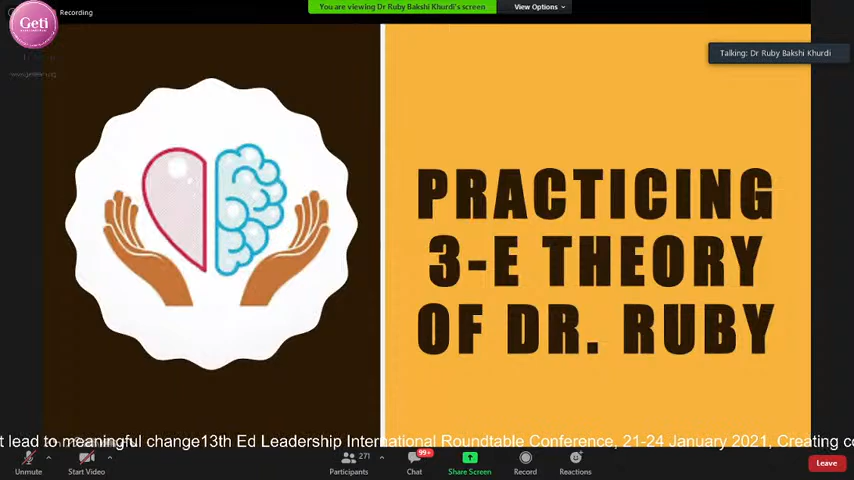 Geti
Recording
You are viewing Dr Ruby Bakshi Khurdi's screen
View Options
Talking: Dr Ruby Bakshi Khurdi
PRACTICING
3-E THEORY
OF DR. RUBY
t lead to meaningful change13th Ed Leadership International Roundtable Conference, 21-24 January 2021, Creating co
Unmute
Start Video
271
Participants
99+
Chat
Share Screen
Record
Reactions
Leave